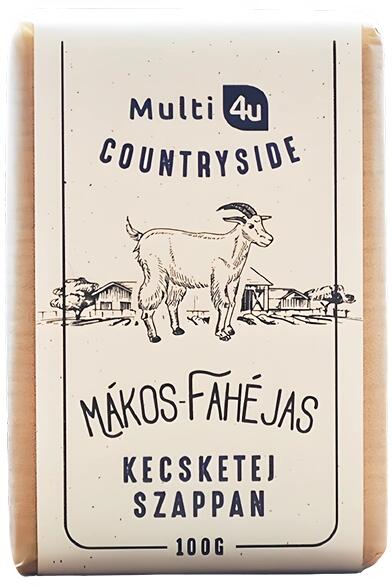 Multi 4u
COUNTRYSIDE
MÁKOS-FAHÉJAS
KECSKETEJ
SZAPPAN
100G